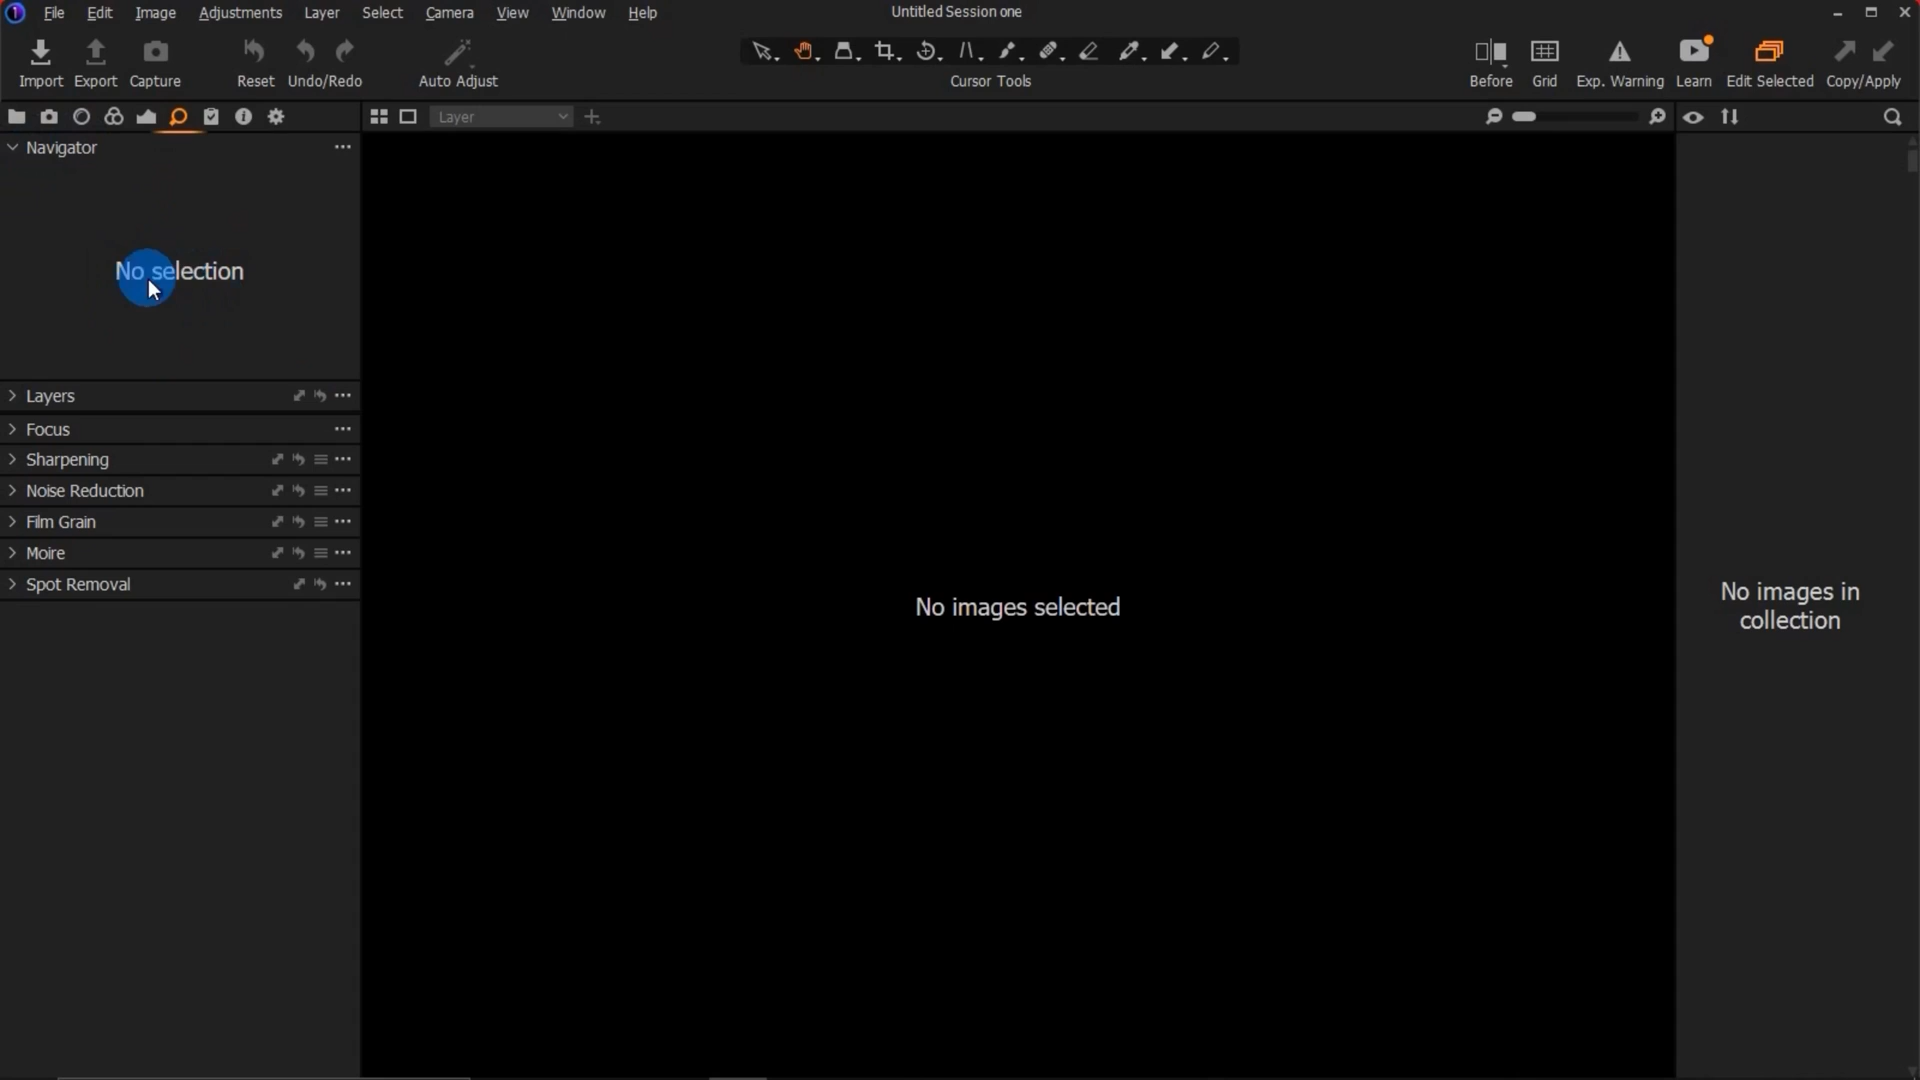 File Edit Image Adjustments Layer Select Camera View Window Help
Untitled Session one
Import Export Capture Reset Undo/Redo Auto Adjust
Cursor Tools
Before Grid Exp. Warning Learn Edit Selected Copy/Apply
Layer
Navigator
No selection
Layers
Focus
Sharpening
Noise Reduction
Film Grain
Moire
Spot Removal
No images selected
No images in
collection